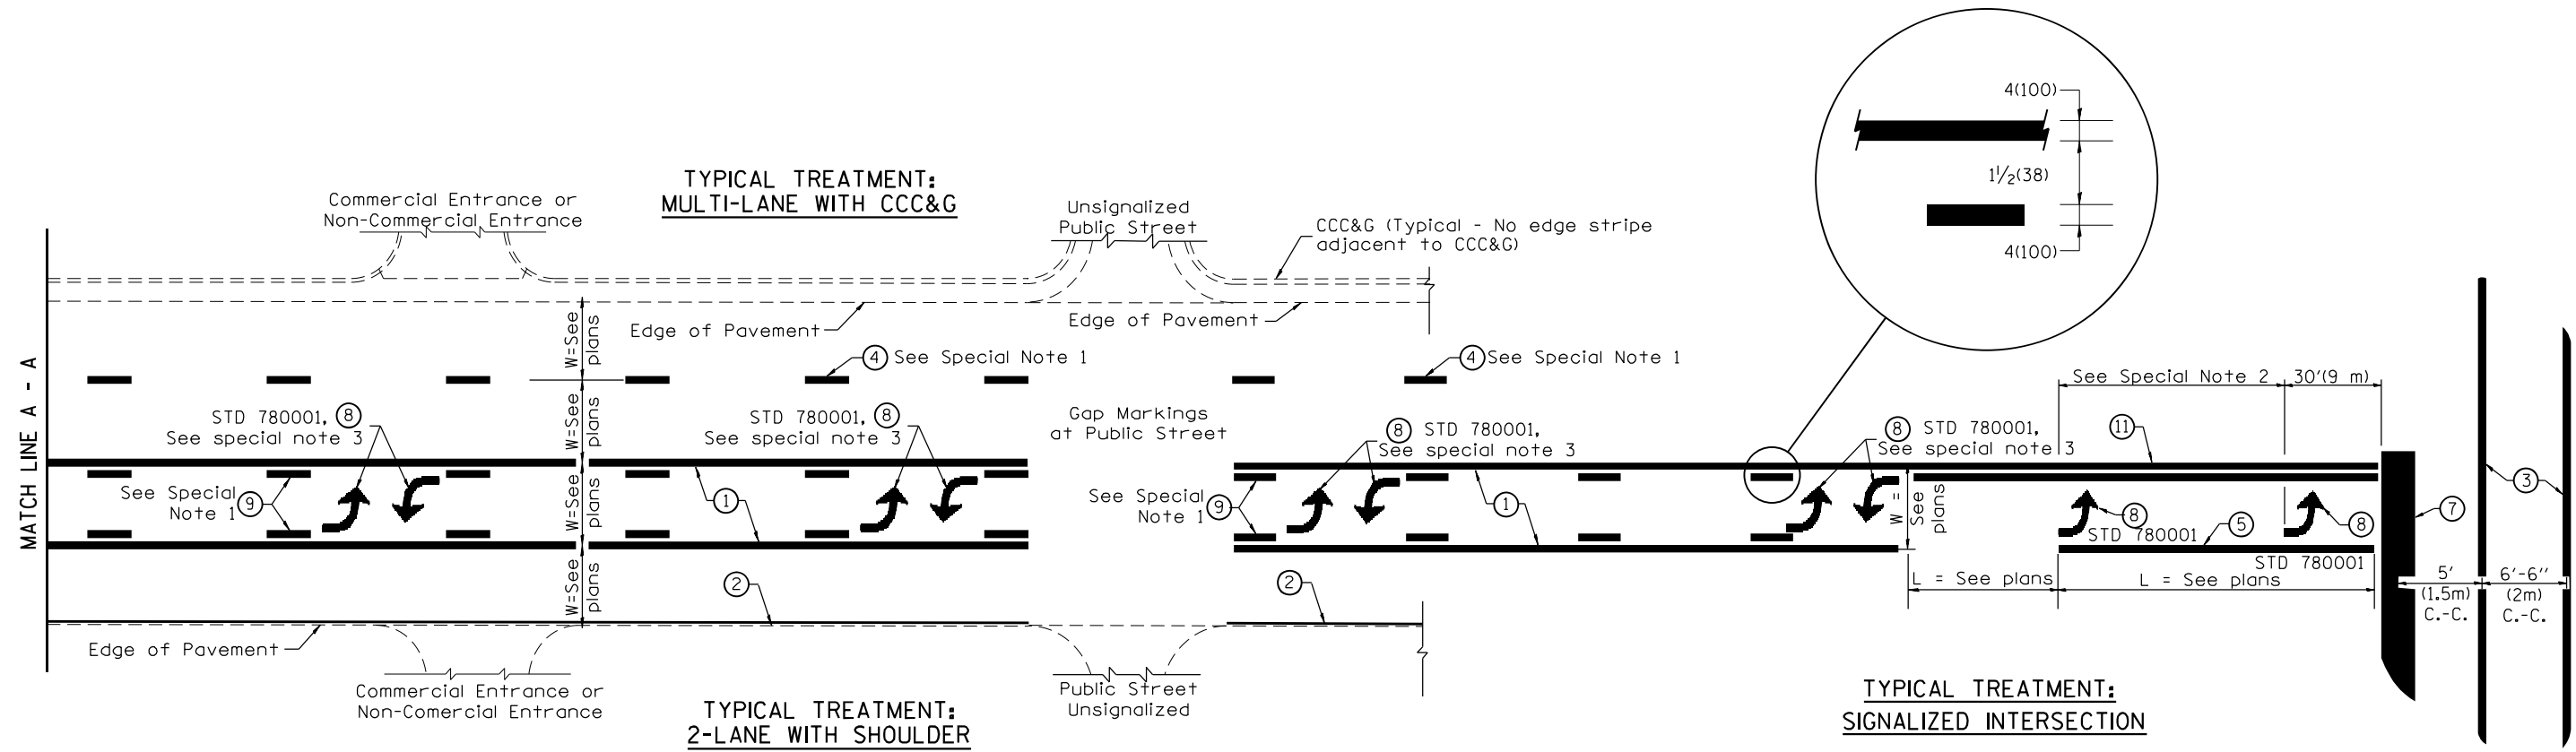 MATCH LINE A - A
Commercial Entrance or
Non-Commercial Entrance
TYPICAL TREATMENT:
MULTI-LANE WITH CCC&G
Unsignalized
Public Street
CCC&G (Typical - No edge stripe
adjacent to CCC&G)
4(100)
1 1/2(38)
4(100)
Edge of Pavement
Edge of Pavement
W=See
plans
W=See
plans
W=See
plans
W=See
plans
4 See Special Note 1
4 See Special Note 1
STD 780001, 8
See special note 3
STD 780001, 8
See special note 3
Gap Markings
at Public Street
8 STD 780001,
See special note 3
8 STD 780001,
See special note 3
See Special Note 2
30'(9 m)
11
See Special
Note 1
9
1
See Special
Note 1
9
1
W =
See
plans
8
STD 780001
5
8
STD 780001
7
3
2
2
L = See plans
L = See plans
5'
(1.5m)
C.-C.
6'-6''
(2m)
C.-C.
Edge of Pavement
Commercial Entrance or
Non-Comercial Entrance
TYPICAL TREATMENT:
2-LANE WITH SHOULDER
Public Street
Unsignalized
TYPICAL TREATMENT:
SIGNALIZED INTERSECTION